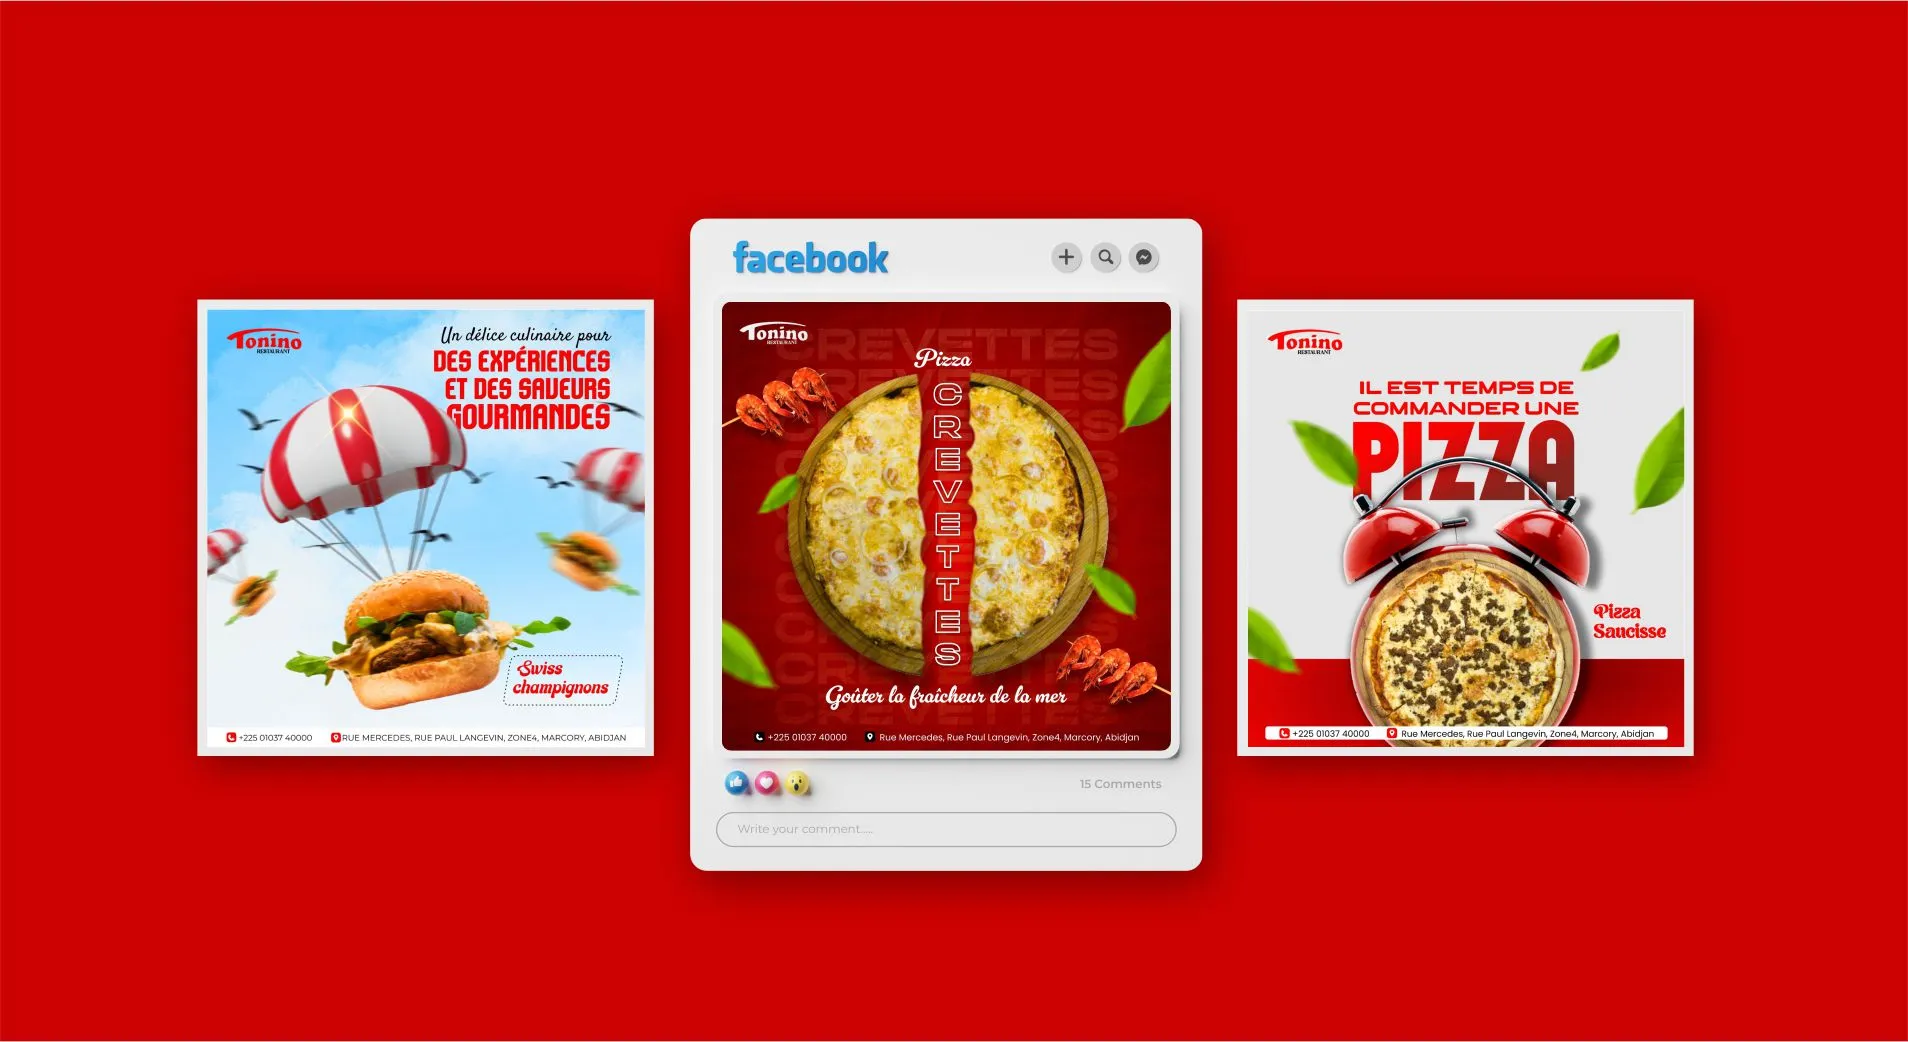 Tonino
RESTAURANT
Un délice culinaire pour
DES EXPÉRIENCES
ET DES SAVEURS
GOURMANDES
Swiss
champignons
+225 01037 40000 RUE MERCEDES, RUE PAUL LANGEVIN, ZONE4, MARCORY, ABIDJAN
facebook
Tonino
RESTAURANT
CREVETTES
Pizza
CREVETTES
Goûter la fraîcheur de la mer
+225 01037 40000 Rue Mercedes, Rue Paul Langevin, Zone4, Marcory, Abidjan
15 Comments
Write your comment.....
Tonino
RESTAURANT
IL EST TEMPS DE
COMMANDER UNE
PIZZA
Pizza
Saucisse
+225 01037 40000 Rue Mercedes, Rue Paul Langevin, Zone4, Marcory, Abidjan